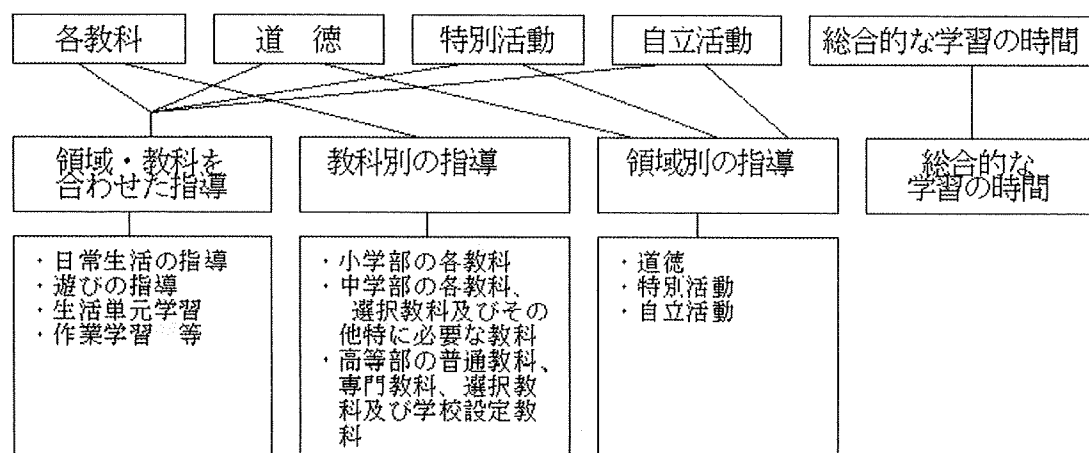 各教科
道 徳
特別活動
自立活動
総合的な学習の時間
領域・教科を
合わせた指導
教科別の指導
領域別の指導
総合的な
学習の時間
・日常生活の指導
・遊びの指導
・生活単元学習
・作業学習 等
・小学部の各教科
・中学部の各教科、
選択教科及びその
他特に必要な教科
・高等部の普通教科、
専門教科、選択教
科及び学校設定教
科
・道徳
・特別活動
・自立活動